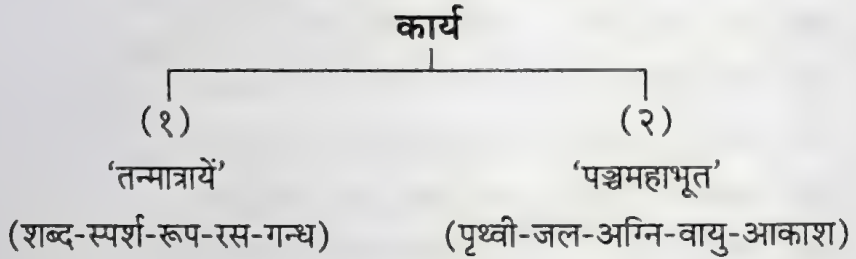 कार्य
(१) (२)
‘तन्मात्रायें’ ‘पञ्चमहाभूत’
(शब्द-स्पर्श-रूप-रस-गन्ध) (पृथ्वी-जल-अग्नि-वायु-आकाश)